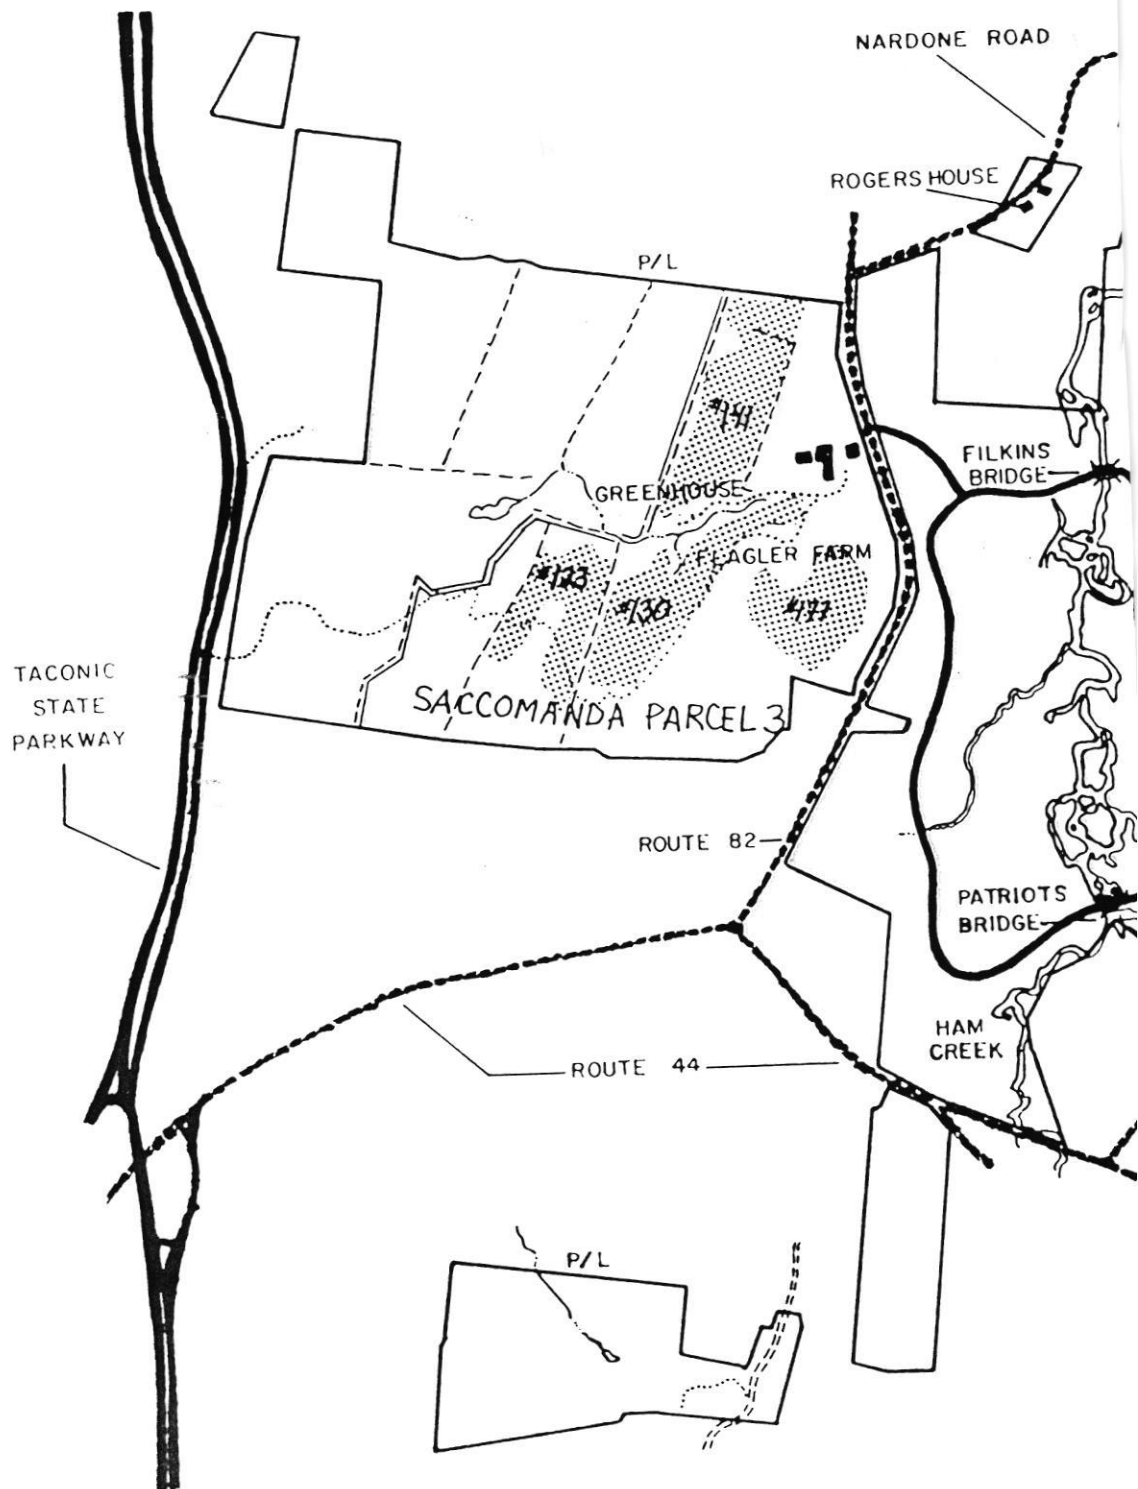 NARDONE ROAD
ROGERS HOUSE
P/L
#141
FILKINS
BRIDGE
GREENHOUSE
FLAGLER FARM
#123
#130
#477
TACONIC
STATE
PARKWAY
SACCOMANDA PARCEL 3
ROUTE 82
PATRIOTS
BRIDGE
HAM
CREEK
ROUTE 44
P/L